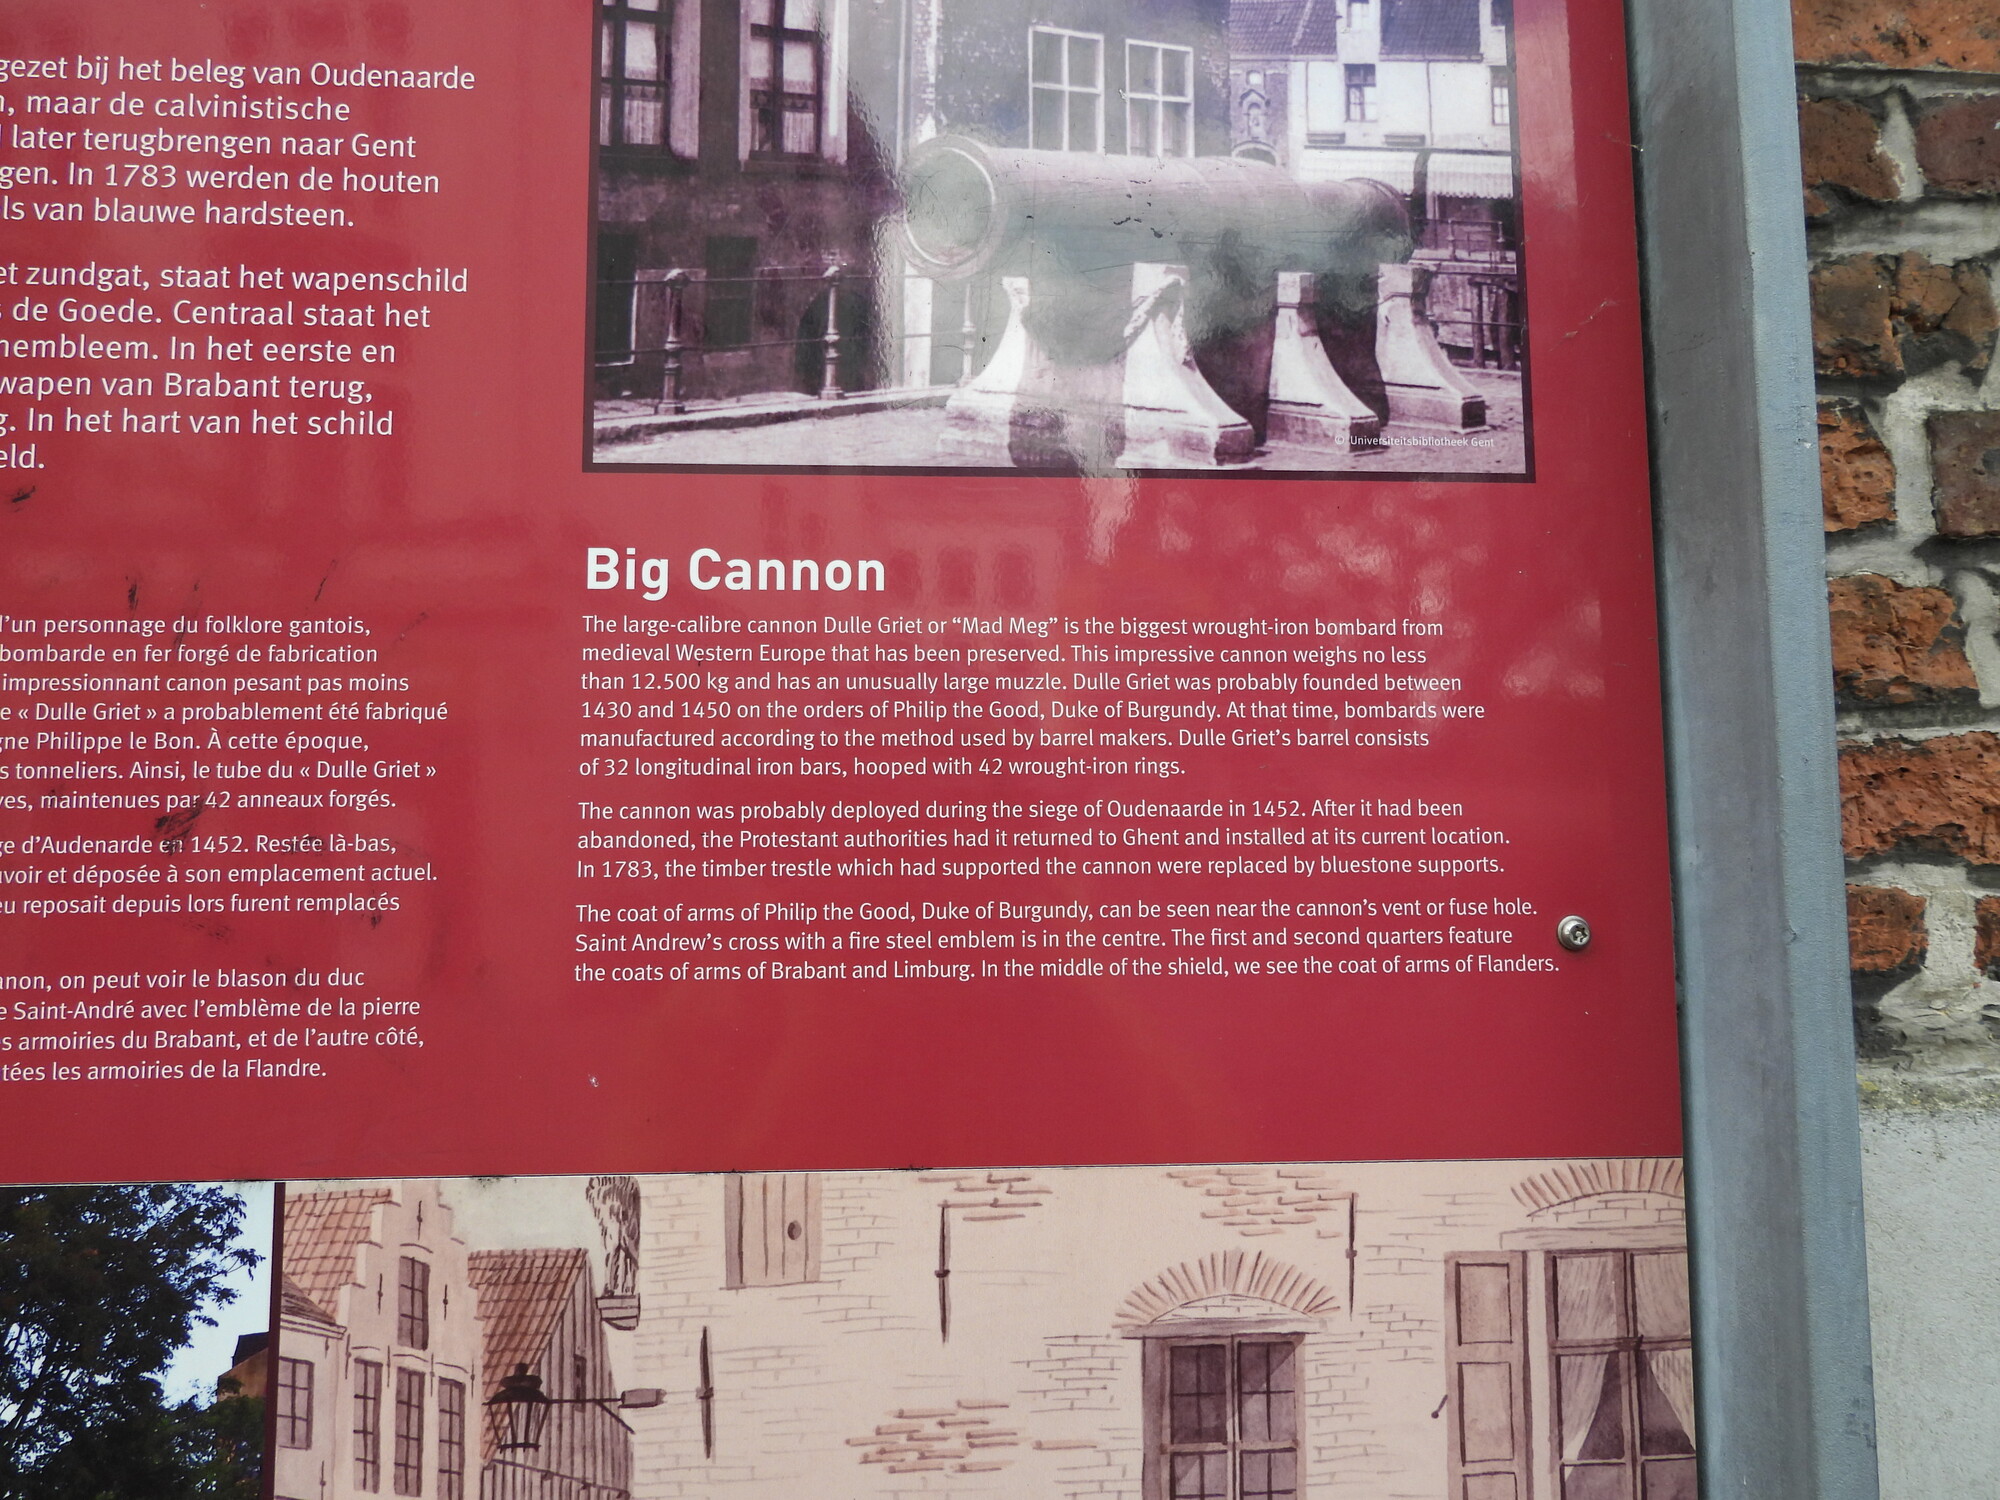 gezet bij het beleg van Oudenaarde
, maar de calvinistische
later terugbrengen naar Gent
gen. In 1783 werden de houten
ls van blauwe hardsteen.
et zundgat, staat het wapenschild
s de Goede. Centraal staat het
nembleem. In het eerste en
wapen van Brabant terug,
g. In het hart van het schild
eld.
l'un personnage du folklore gantois,
bombarde en fer forgé de fabrication
impressionnant canon pesant pas moins
e « Dulle Griet » a probablement été fabriqué
gne Philippe le Bon. À cette époque,
s tonneliers. Ainsi, le tube du « Dulle Griet »
ves, maintenues par 42 anneaux forgés.
ge d'Audenarde en 1452. Restée là-bas,
uvoir et déposée à son emplacement actuel.
eu reposait depuis lors furent remplacés
anon, on peut voir le blason du duc
e Saint-André avec l'emblème de la pierre
es armoiries du Brabant, et de l'autre côté,
tées les armoiries de la Flandre.
© Universiteitsbibliotheek Gent
Big Cannon
The large-calibre cannon Dulle Griet or “Mad Meg” is the biggest wrought-iron bombard from
medieval Western Europe that has been preserved. This impressive cannon weighs no less
than 12.500 kg and has an unusually large muzzle. Dulle Griet was probably founded between
1430 and 1450 on the orders of Philip the Good, Duke of Burgundy. At that time, bombards were
manufactured according to the method used by barrel makers. Dulle Griet’s barrel consists
of 32 longitudinal iron bars, hooped with 42 wrought-iron rings.
The cannon was probably deployed during the siege of Oudenaarde in 1452. After it had been
abandoned, the Protestant authorities had it returned to Ghent and installed at its current location.
In 1783, the timber trestle which had supported the cannon were replaced by bluestone supports.
The coat of arms of Philip the Good, Duke of Burgundy, can be seen near the cannon’s vent or fuse hole.
Saint Andrew’s cross with a fire steel emblem is in the centre. The first and second quarters feature
the coats of arms of Brabant and Limburg. In the middle of the shield, we see the coat of arms of Flanders.